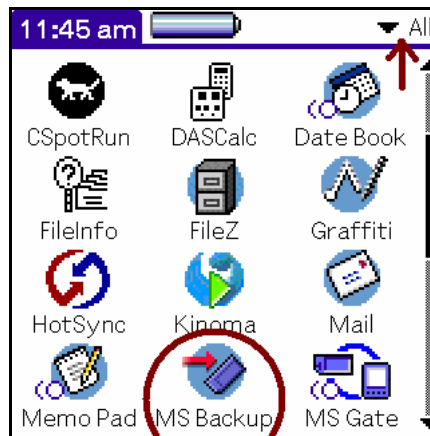 11:45 am All
CSpotRun DASCalc Date Book
FileInfo FileZ Graffiti
HotSync Kinoma Mail
Memo Pad MS Backup MS Gate